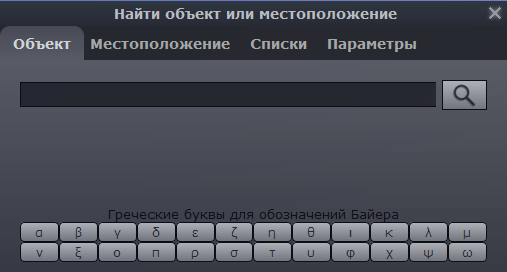 Найти объект или местоположение
Объект Местоположение Списки Параметры
Греческие буквы для обозначений Байера
α β γ δ ε ζ η θ ι κ λ μ
ν ξ ο π ρ σ τ υ φ χ ψ ω